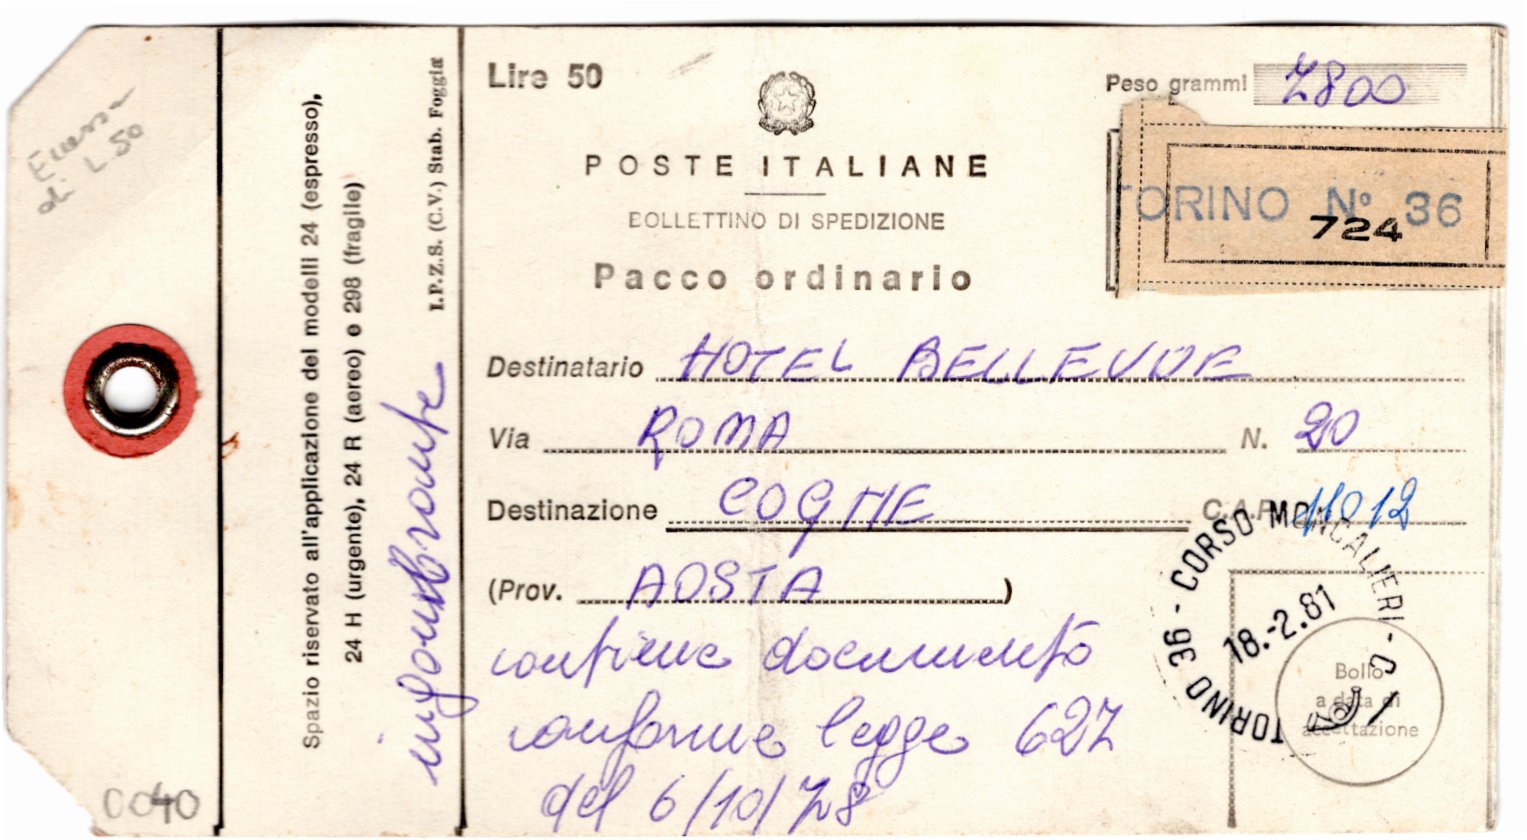 Emessa
di L 50
0040
Spazio riservato all'applicazione dei modelli 24 (espresso),
24 H (urgente), 24 R (aereo) e 298 (fragile)
I.P.Z.S. (C.V.) Stab. Foggia
ingombrante
Lire 50
Peso grammi 7800
POSTE ITALIANE
TORINO N° 36
724
BOLLETTINO DI SPEDIZIONE
Pacco ordinario
Destinatario HOTEL BELLEVUE
Via ROMA N. 20
Destinazione COGNE C.A.P. 11012
(Prov. AOSTA )
TORINO 36 - CORSO MONCALIERI - C
18.-2.81
Bollo
a data di
accettazione
contiene documento
conforme legge 627
del 6/10/78